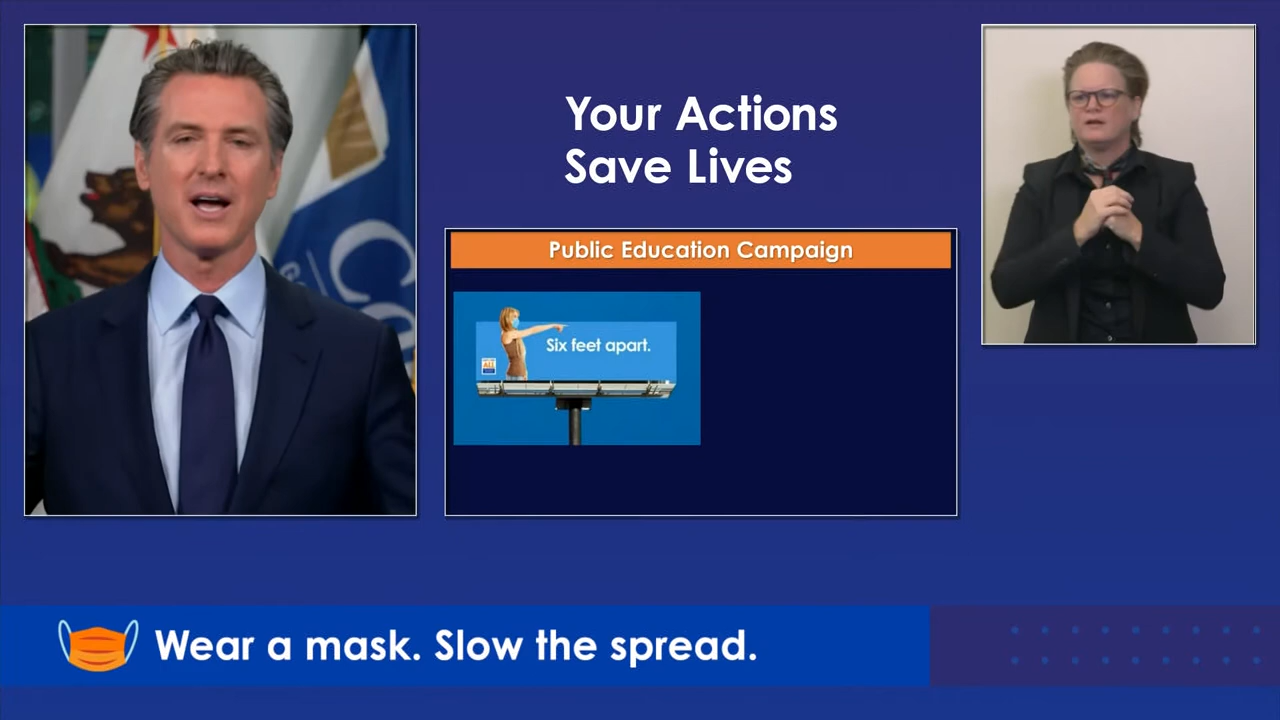 Your Actions
Save Lives
Public Education Campaign
Six feet apart.
Wear a mask. Slow the spread.